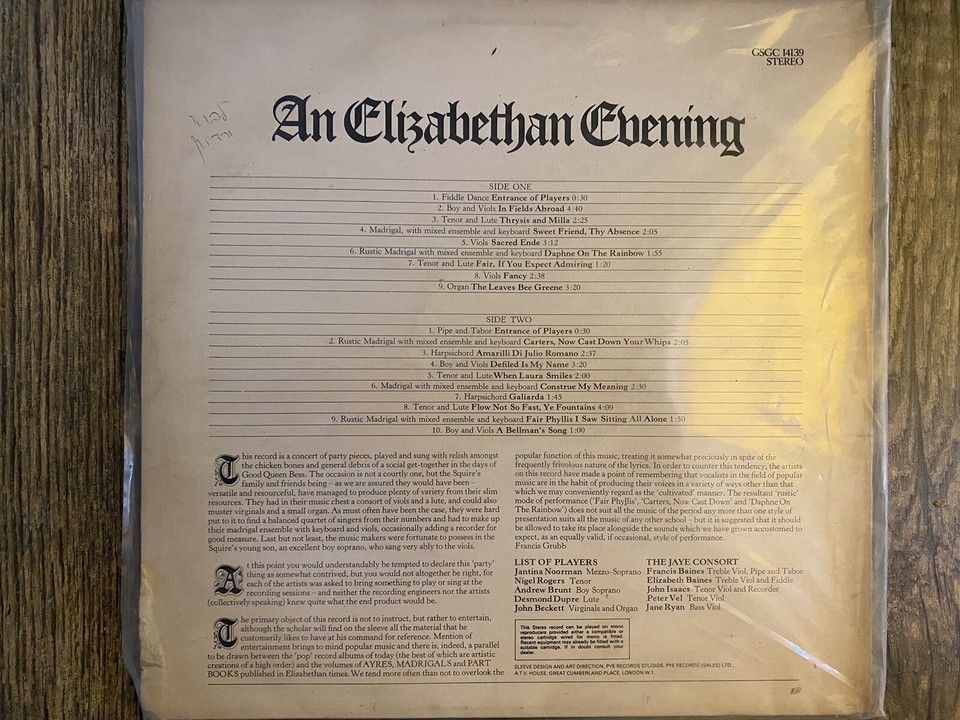 GSGC 14139
STEREO
An Elizabethan Evening
SIDE ONE
1. Fiddle Dance Entrance of Players 0:30
2. Boy and Viols In Fields Abroad 4:40
3. Tenor and Lute Thrysis and Milla 2:25
4. Madrigal, with mixed ensemble and keyboard Sweet Friend, Thy Absence 2:05
5. Viols Sacred Ende 3:12
6. Rustic Madrigal with mixed ensemble and keyboard Daphne On The Rainbow 1:55
7. Tenor and Lute Fair, If You Expect Admiring 1:20
8. Viols Fancy 2:38
9. Organ The Leaves Bee Greene 3:20
SIDE TWO
1. Pipe and Tabor Entrance of Players 0:30
2. Rustic Madrigal with mixed ensemble and keyboard Carters, Now Cast Down Your Whips 2:05
3. Harpsichord Amarilli Di Julio Romano 2:37
4. Boy and Viols Defiled Is My Name 3:20
5. Tenor and Lute When Laura Smiles 2:00
6. Madrigal with mixed ensemble and keyboard Construe My Meaning 2:30
7. Harpsichord Galiarda 1:45
8. Tenor and Lute Flow Not So Fast, Ye Fountains 4:09
9. Rustic Madrigal with mixed ensemble and keyboard Fair Phyllis I Saw Sitting All Alone 1:50
10. Boy and Viols A Bellman's Song 1:00
This record is a concert of party pieces, played and sung with relish amongst
the chicken bones and general debris of a social get-together in the days of
Good Queen Bess. The occasion is not a courtly one, but the Squire's
family and friends being – as we are assured they would have been –
versatile and resourceful, have managed to produce plenty of variety from their slim
resources. They had in their music chest a consort of viols and a lute, and could also
muster virginals and a small organ. As must often have been the case, they were hard
put to it to find a balanced quartet of singers from their numbers and had to make up
their madrigal ensemble with keyboard and viols, occasionally adding a recorder for
good measure. Last but not least, the music makers were fortunate to possess in the
Squire's young son, an excellent boy soprano, who sang very ably to the viols.
At this point you would understandably be tempted to declare this 'party'
thing as somewhat contrived, but you would not altogether be right, for
each of the artists was asked to bring something to play or sing at the
recording sessions – and neither the recording engineers nor the artists
(collectively speaking) knew quite what the end product would be.
The primary object of this record is not to instruct, but rather to entertain,
although the scholar will find on the sleeve all the material that he
customarily likes to have at his command for reference. Mention of
entertainment brings to mind popular music and there is, indeed, a parallel
to be drawn between the 'pop' record albums of today (the best of which are artistic
creations of a high order) and the volumes of AYRES, MADRIGALS and PART
BOOKS published in Elizabethan times. We tend more often than not to overlook the
popular function of this music, treating it somewhat preciously in spite of the
frequently frivolous nature of the lyrics. In order to counter this tendency, the artists
on this record have made a point of remembering that vocalists in the field of popular
music are in the habit of producing their voices in a variety of ways other than that
which we may conventionally regard as the 'cultivated' manner. The resultant 'rustic'
mode of performance ('Fair Phyllis', 'Carters, Now Cast Down' and 'Daphne On
The Rainbow') does not suit all the music of the period any more than one style of
presentation suits all the music of any other school – but it is suggested that it should
be allowed to take its place alongside the sounds which we have grown accustomed to
expect, as an equally valid, if occasional, style of performance.
Francis Grubb
LIST OF PLAYERS
Jantina Noorman Mezzo-Soprano
Nigel Rogers Tenor
Andrew Brunt Boy Soprano
Desmond Dupre Lute
John Beckett Virginals and Organ
THE JAYE CONSORT
Francis Baines Treble Viol, Pipe and Tabor
Elizabeth Baines Treble Viol and Fiddle
John Isaacs Tenor Viol and Recorder
Peter Vel Tenor Viol
Jane Ryan Bass Viol
This Stereo record can be played on mono
reproducers provided either a compatible or
stereo cartridge wired for mono is fitted.
Recent equipment may already be fitted with a
suitable cartridge. If in doubt consult your
dealer.
SLEEVE DESIGN AND ART DIRECTION, PYE RECORDS STUDIOS, PYE RECORDS (SALES) LTD.,
A.T.V. HOUSE, GREAT CUMBERLAND PLACE, LONDON W.1.